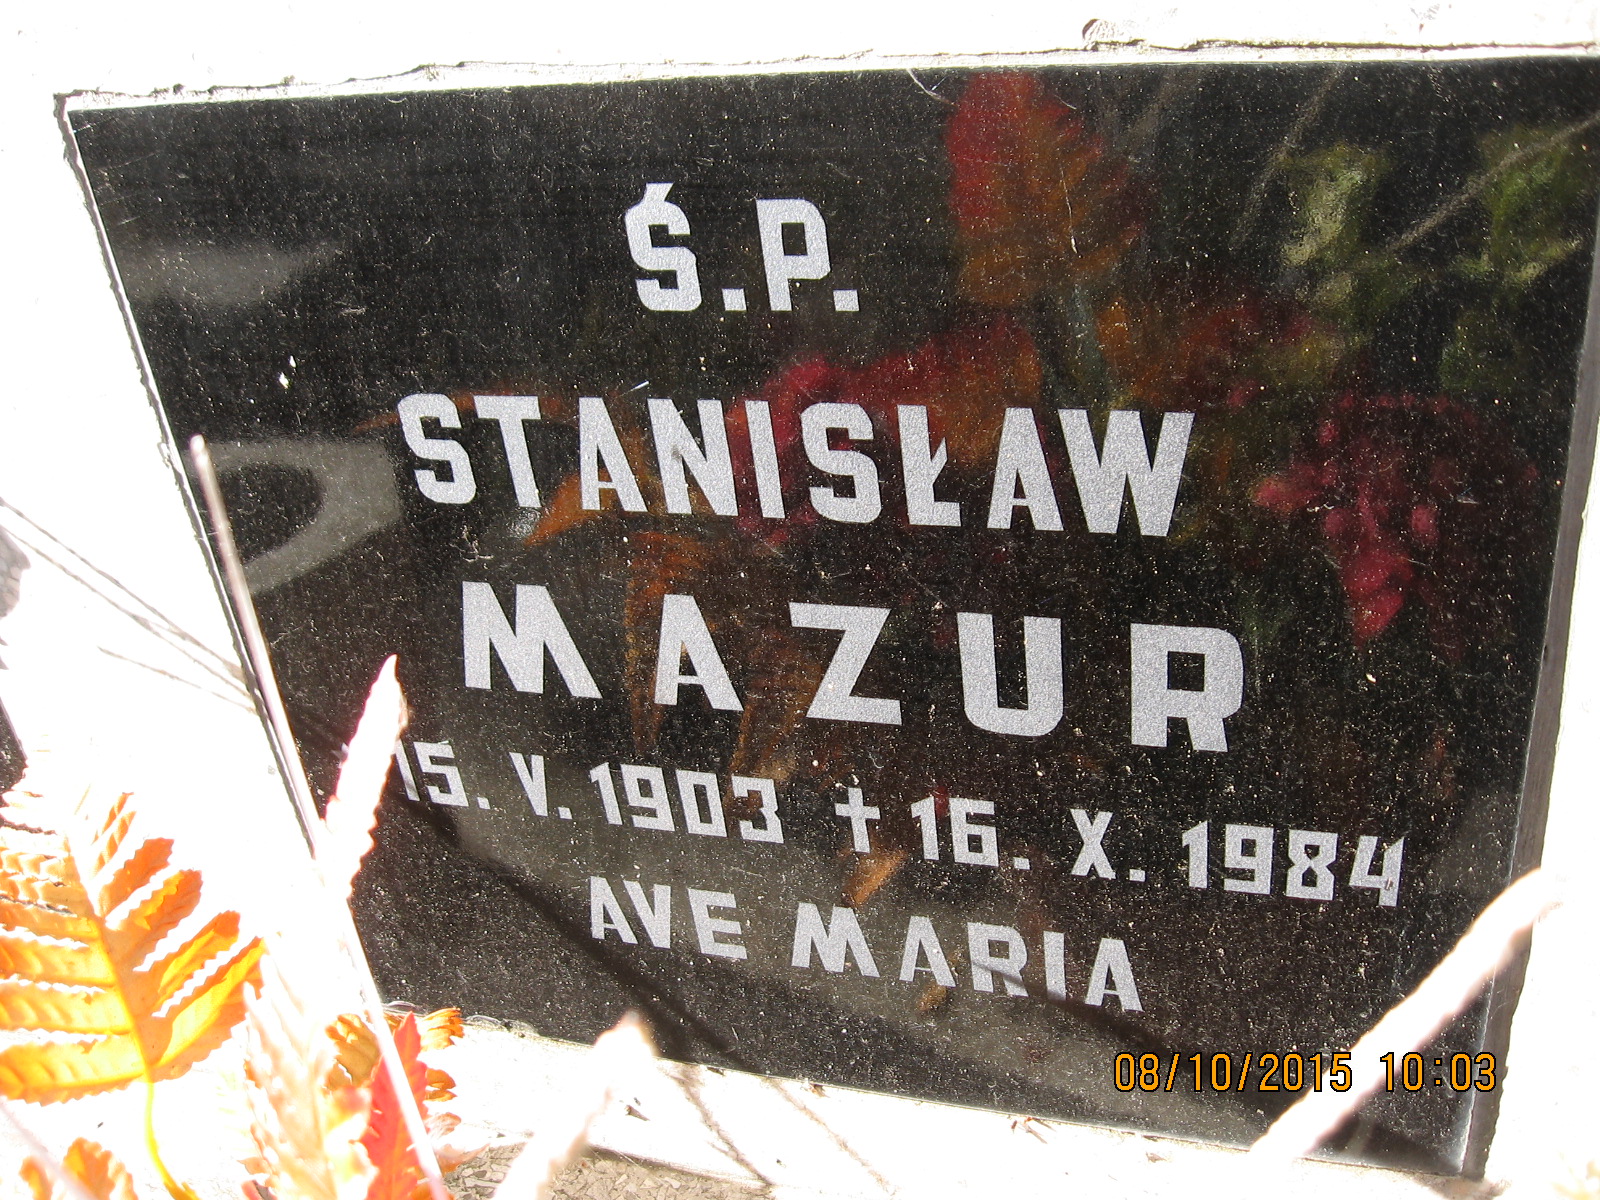 Ś.P.
STANISŁAW
MAZUR
15. V. 1903 ✝ 16. X. 1984
AVE MARIA
08/10/2015 10:03